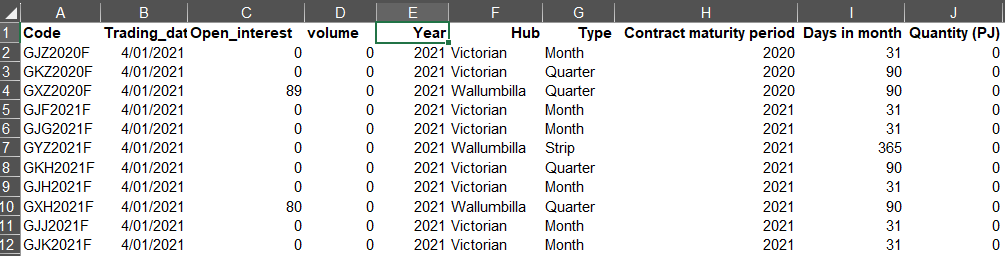 A B C D E F G H I J
1 Code Trading_dat Open_interest volume Year Hub Type Contract maturity period Days in month Quantity (PJ)
2 GJZ2020F 4/01/2021 0 0 2021 Victorian Month 2020 31 0
3 GKZ2020F 4/01/2021 0 0 2021 Victorian Quarter 2020 90 0
4 GXZ2020F 4/01/2021 89 0 2021 Wallumbilla Quarter 2020 90 0
5 GJF2021F 4/01/2021 0 0 2021 Victorian Month 2021 31 0
6 GJG2021F 4/01/2021 0 0 2021 Victorian Month 2021 31 0
7 GYZ2021F 4/01/2021 0 0 2021 Wallumbilla Strip 2021 365 0
8 GKH2021F 4/01/2021 0 0 2021 Victorian Quarter 2021 90 0
9 GJH2021F 4/01/2021 0 0 2021 Victorian Month 2021 31 0
10 GXH2021F 4/01/2021 80 0 2021 Wallumbilla Quarter 2021 90 0
11 GJJ2021F 4/01/2021 0 0 2021 Victorian Month 2021 31 0
12 GJK2021F 4/01/2021 0 0 2021 Victorian Month 2021 31 0